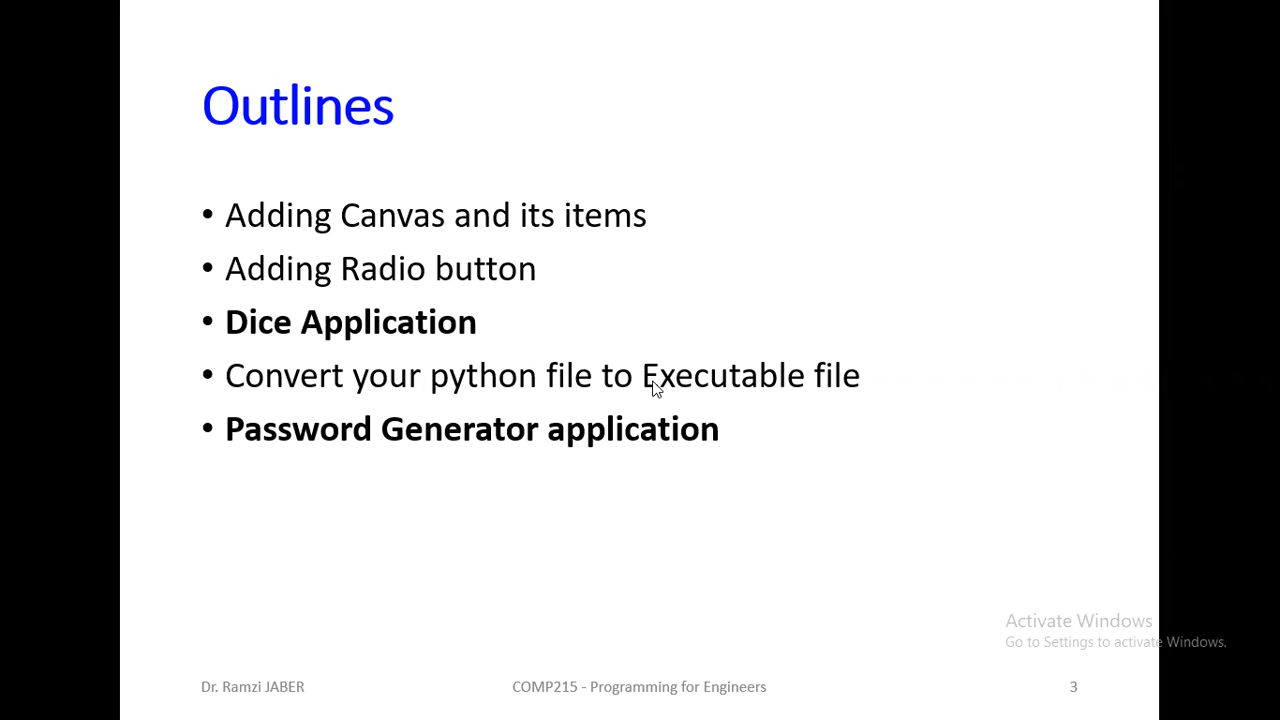 Outlines
• Adding Canvas and its items
• Adding Radio button
• Dice Application
• Convert your python file to Executable file
• Password Generator application
Activate Windows
Go to Settings to activate Windows.
Dr. Ramzi JABER
COMP215 - Programming for Engineers
3